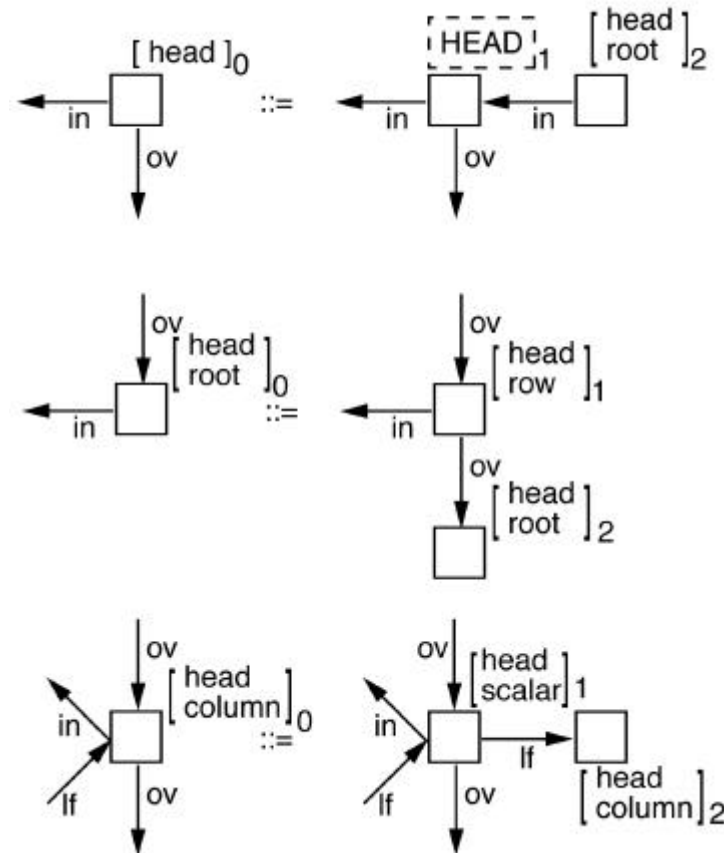 [ head ]0
in
ov
::=
HEAD 1
[ head root ]2
in
in
ov
ov
[ head root ]0
in
::=
ov
[ head row ]1
in
ov
[ head root ]2
ov
[ head column ]0
in
lf
ov
::=
ov
[ head scalar ]1
in
lf
lf
ov
[ head column ]2